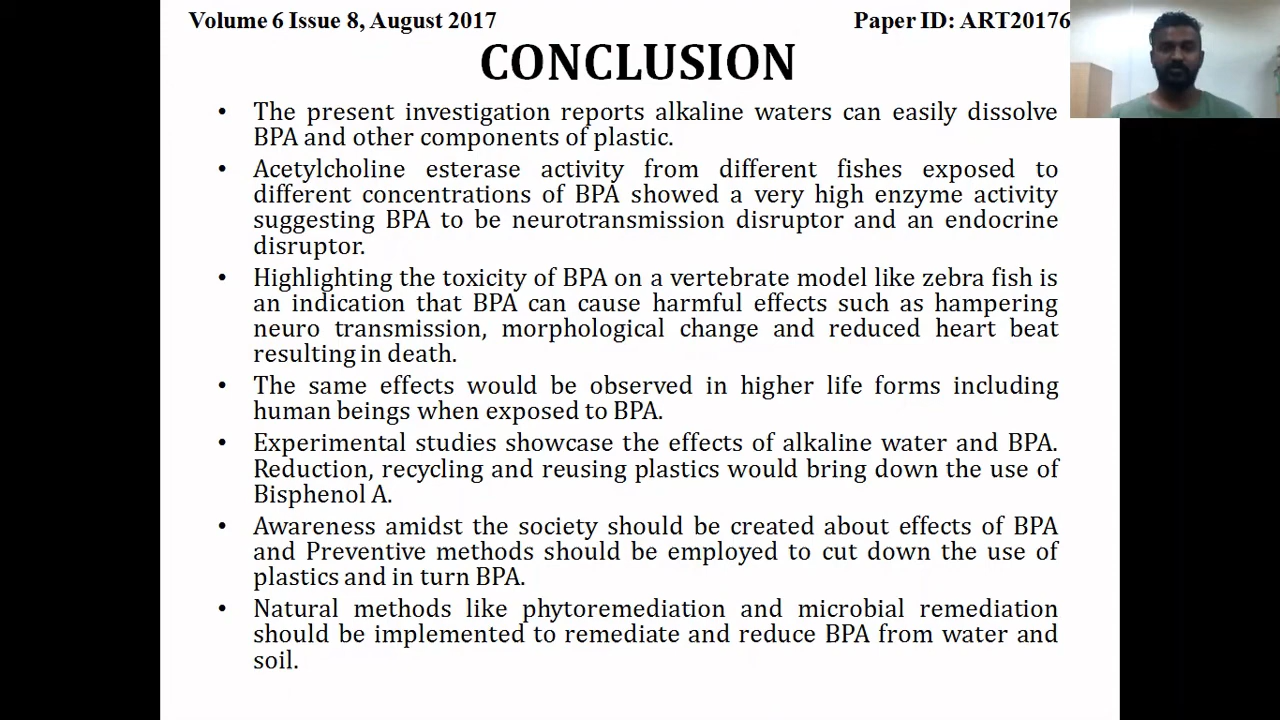 Volume 6 Issue 8, August 2017 Paper ID: ART20176
CONCLUSION
• The present investigation reports alkaline waters can easily dissolve
BPA and other components of plastic.
• Acetylcholine esterase activity from different fishes exposed to
different concentrations of BPA showed a very high enzyme activity
suggesting BPA to be neurotransmission disruptor and an endocrine
disruptor.
• Highlighting the toxicity of BPA on a vertebrate model like zebra fish is
an indication that BPA can cause harmful effects such as hampering
neuro transmission, morphological change and reduced heart beat
resulting in death.
• The same effects would be observed in higher life forms including
human beings when exposed to BPA.
• Experimental studies showcase the effects of alkaline water and BPA.
Reduction, recycling and reusing plastics would bring down the use of
Bisphenol A.
• Awareness amidst the society should be created about effects of BPA
and Preventive methods should be employed to cut down the use of
plastics and in turn BPA.
• Natural methods like phytoremediation and microbial remediation
should be implemented to remediate and reduce BPA from water and
soil.